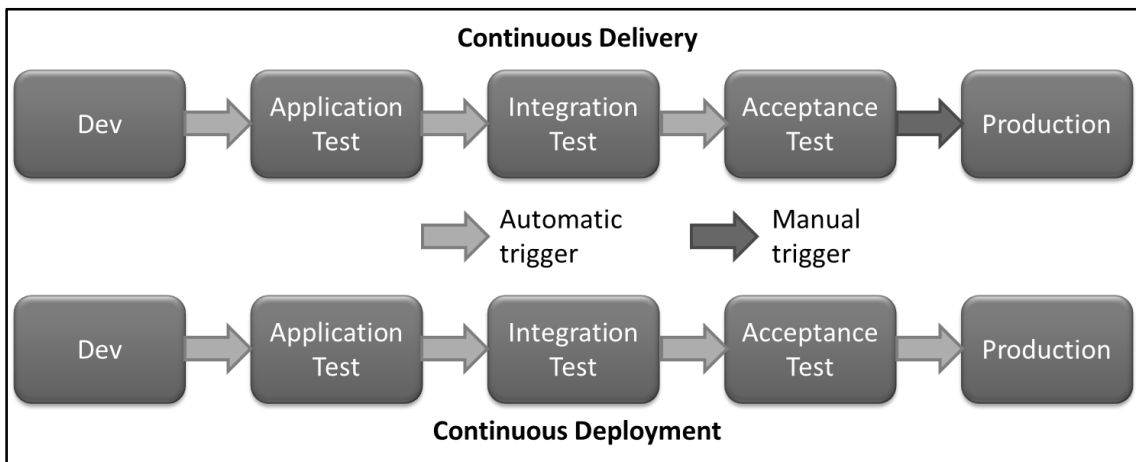 Continuous Delivery
Dev
Application
Test
Integration
Test
Acceptance
Test
Production
Automatic
trigger
Manual
trigger
Dev
Application
Test
Integration
Test
Acceptance
Test
Production
Continuous Deployment